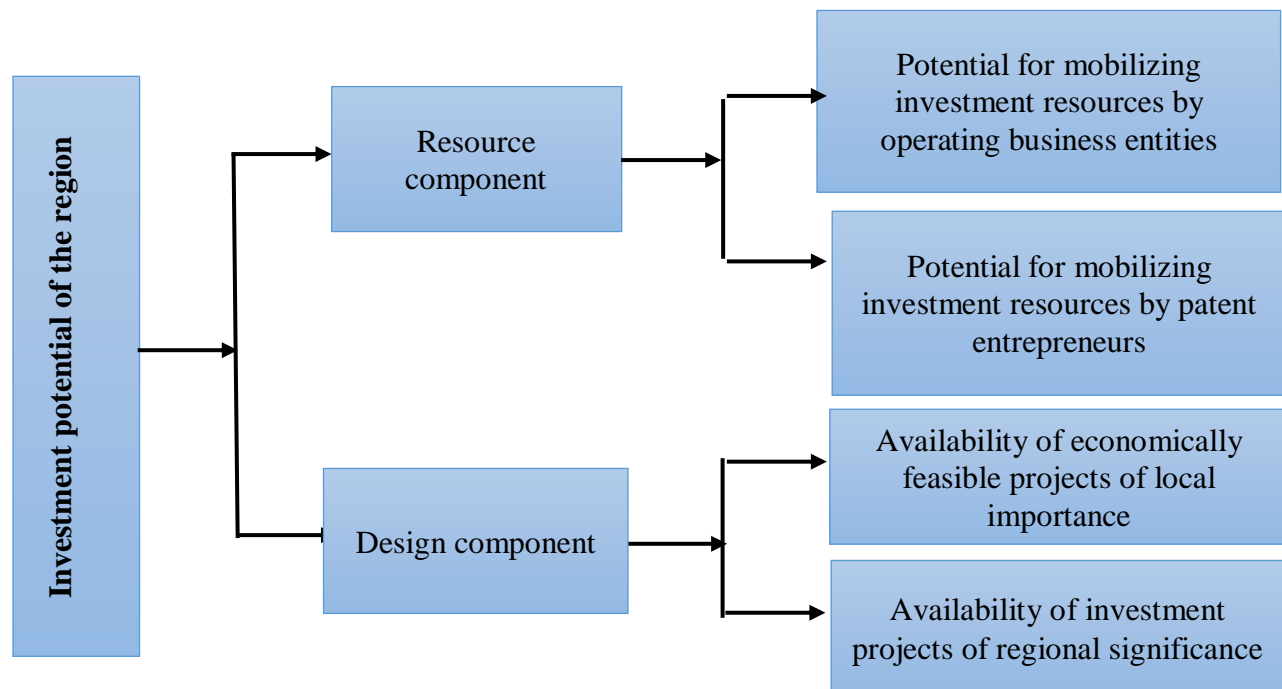 Investment potential of the region
Resource
component
Potential for mobilizing
investment resources by
operating business entities
Potential for mobilizing
investment resources by patent
entrepreneurs
Design component
Availability of economically
feasible projects of local
importance
Availability of investment
projects of regional significance